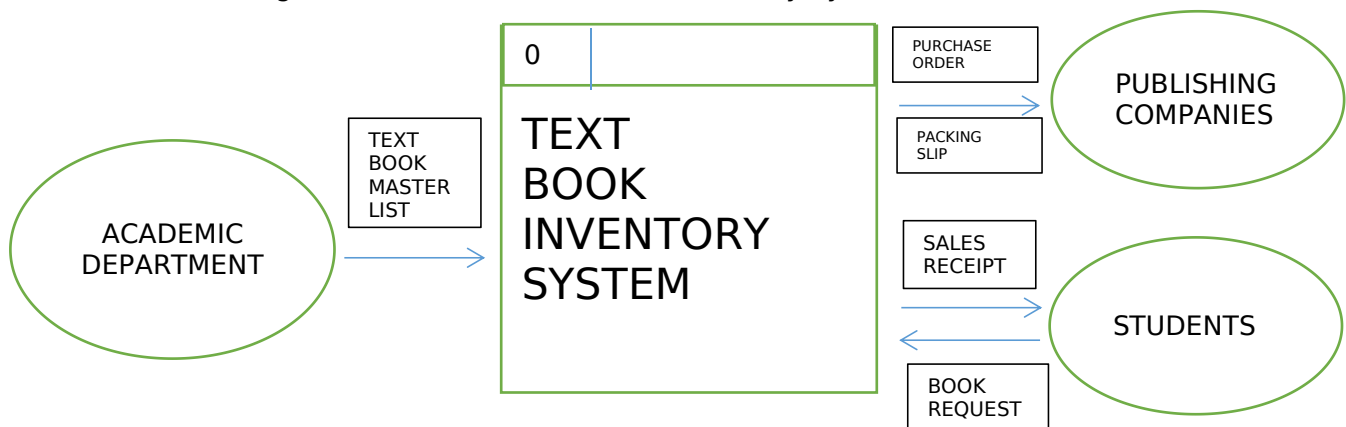 0
PURCHASE
ORDER
PUBLISHING
COMPANIES
TEXT
BOOK
MASTER
LIST
TEXT
BOOK
INVENTORY
SYSTEM
PACKING
SLIP
ACADEMIC
DEPARTMENT
SALES
RECEIPT
STUDENTS
BOOK
REQUEST